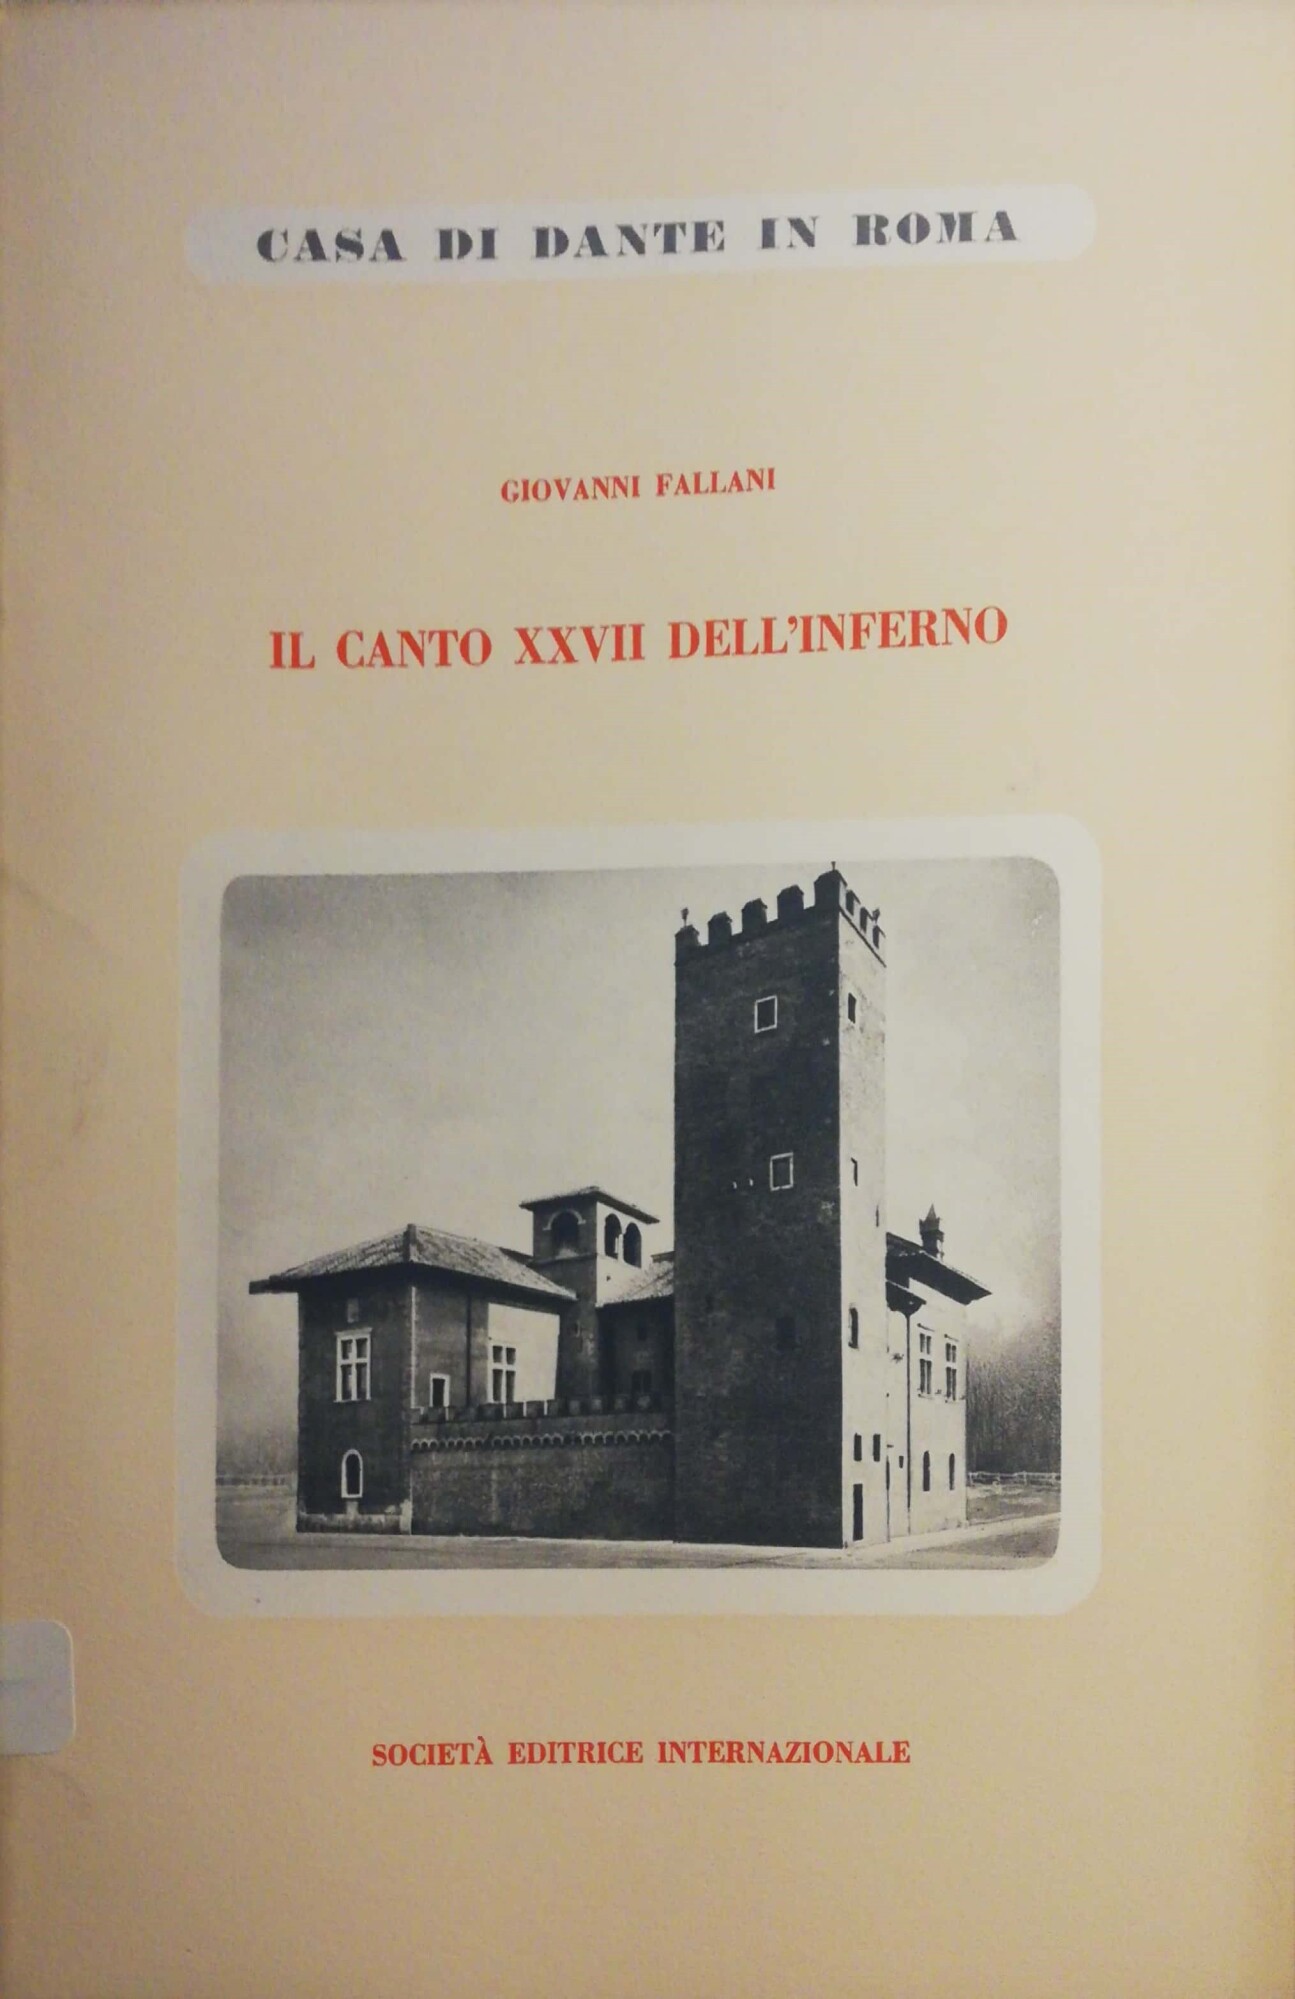 CASA DI DANTE IN ROMA
GIOVANNI FALLANI
IL CANTO XXVII DELL'INFERNO
SOCIETÀ EDITRICE INTERNAZIONALE